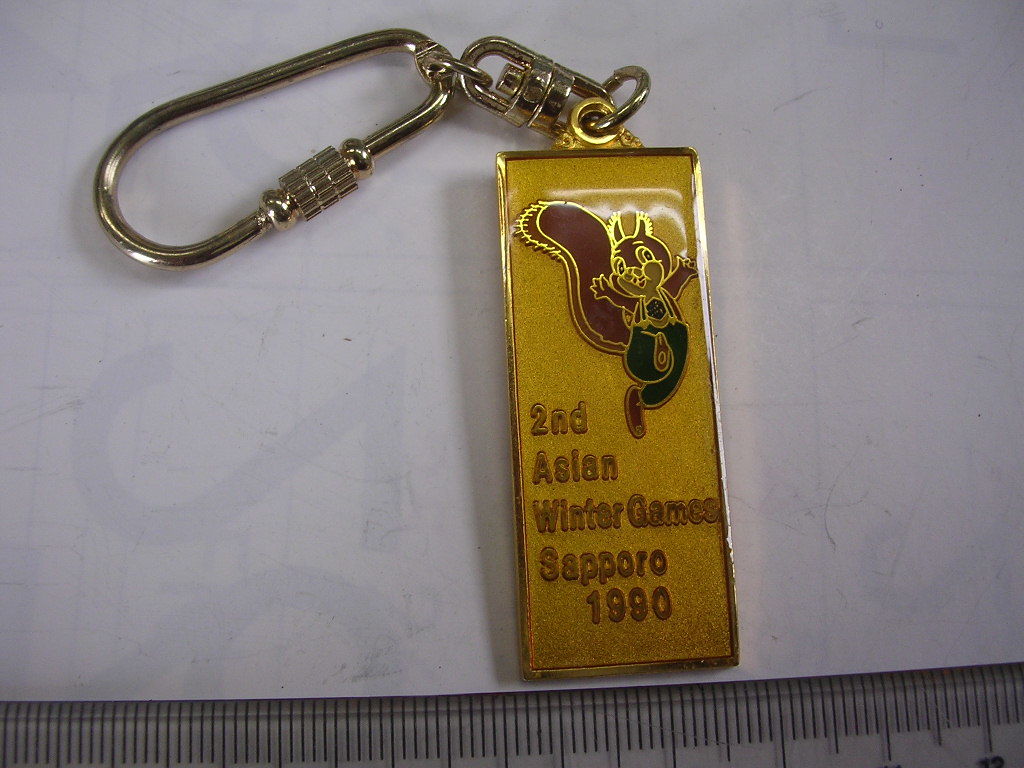 2nd
Asian
Winter Games
Sapporo
1990